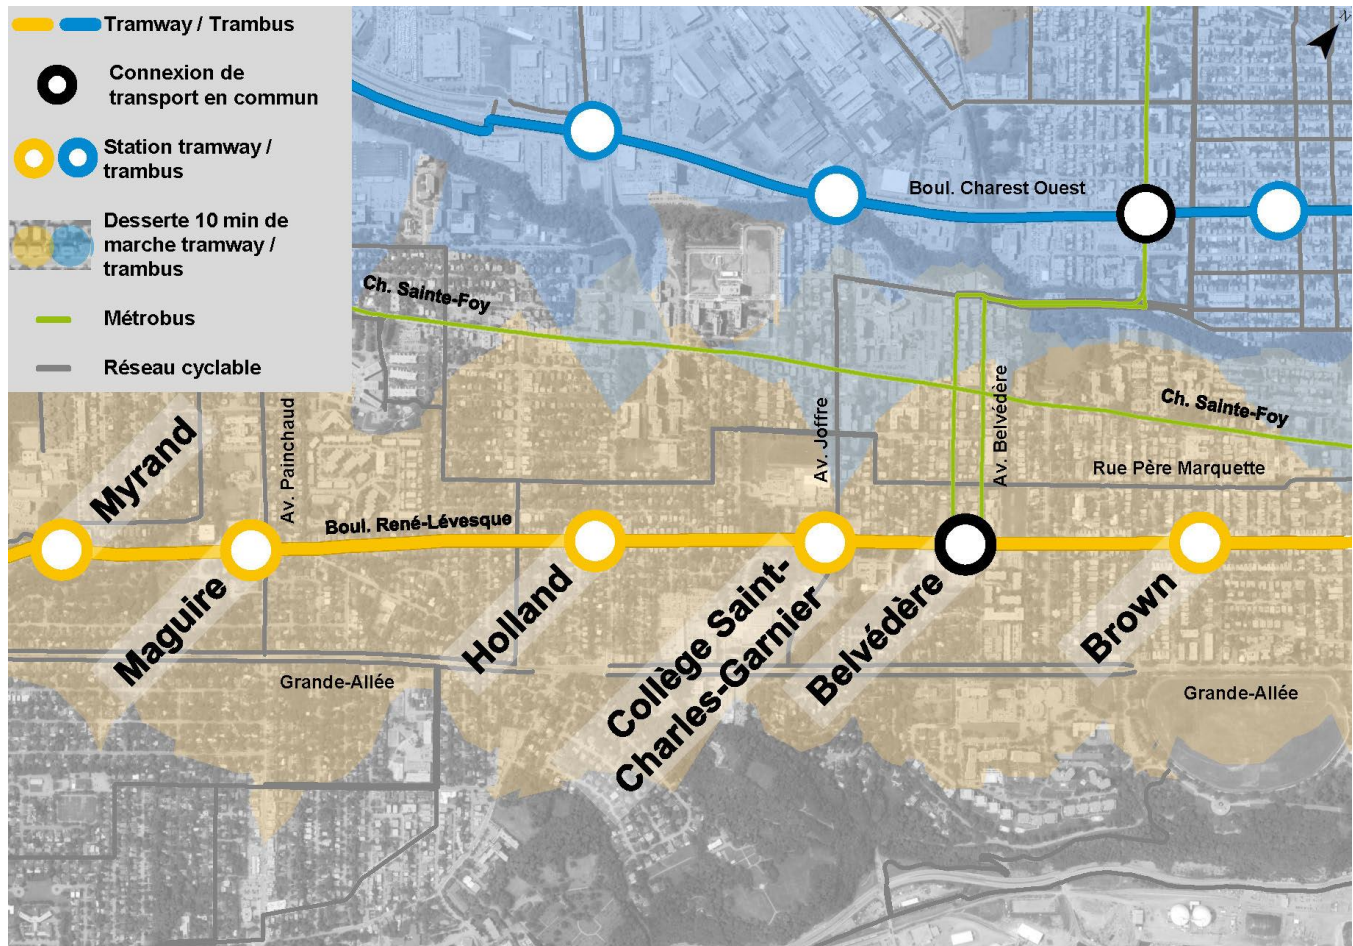 Tramway / Trambus
Connexion de
transport en commun
Station tramway /
trambus
Desserte 10 min de
marche tramway /
trambus
Métrobus
Réseau cyclable
N
Boul. Charest Ouest
Ch. Sainte-Foy
Ch. Sainte-Foy
Av. Painchaud
Av. Joffre
Av. Belvédère
Rue Père Marquette
Boul. René-Lévesque
Myrand
Maguire
Holland
Collège Saint-
Charles-Garnier
Belvédère
Brown
Grande-Allée
Grande-Allée